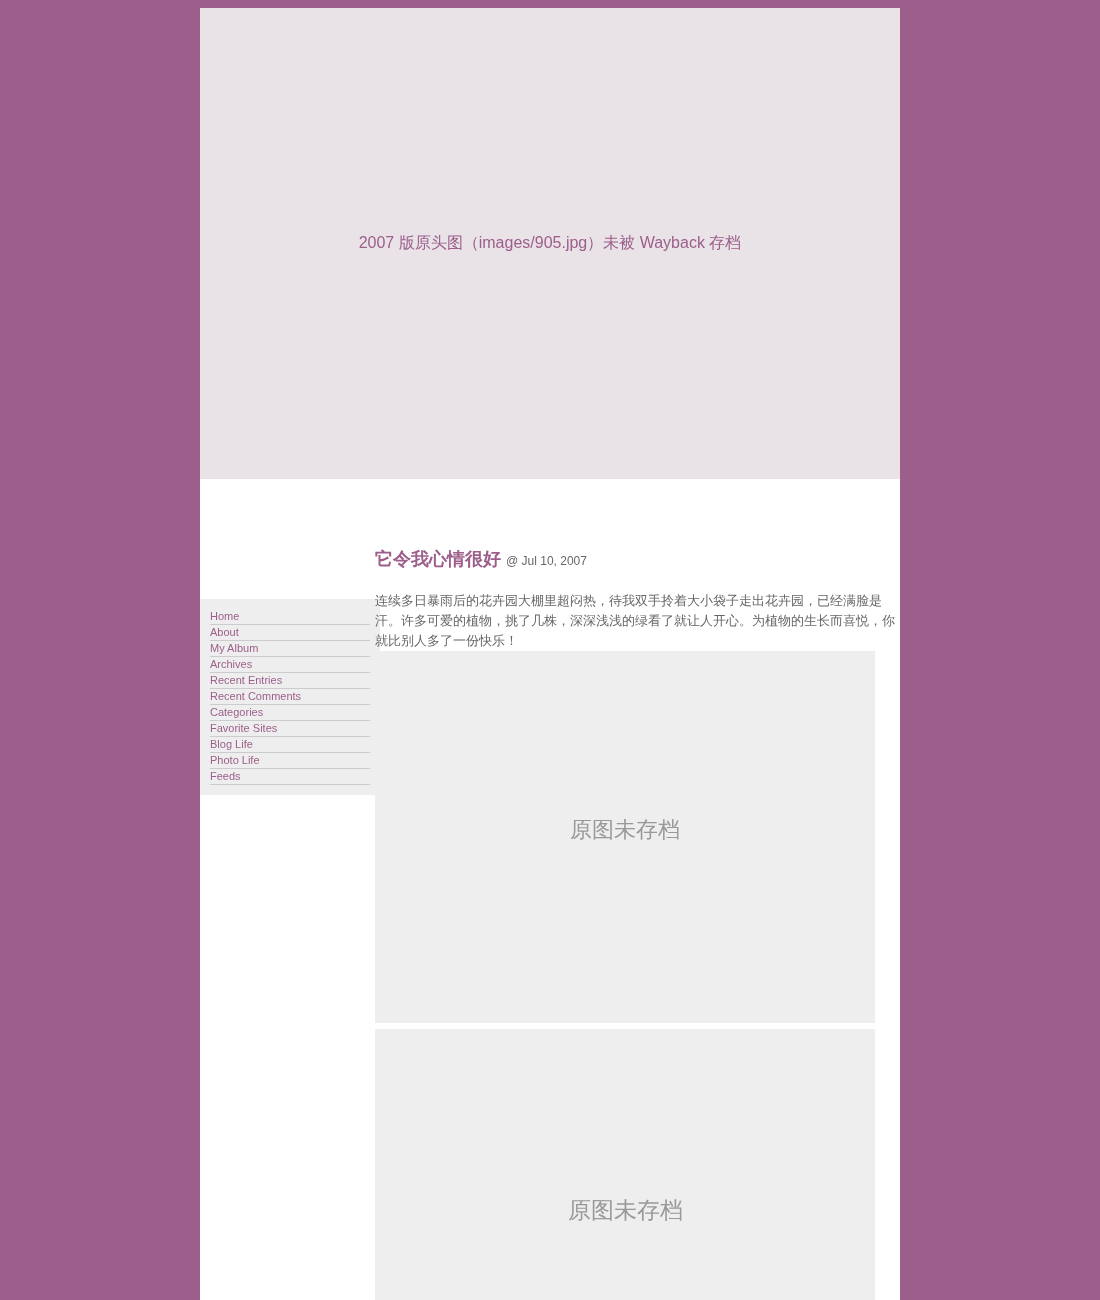 2007 版原头图（images/905.jpg）未被 Wayback 存档
它令我心情很好 @ Jul 10, 2007
连续多日暴雨后的花卉园大棚里超闷热，待我双手拎着大小袋子走出花卉园，已经满脸是
汗。许多可爱的植物，挑了几株，深深浅浅的绿看了就让人开心。为植物的生长而喜悦，你
就比别人多了一份快乐！
Home
About
My Album
Archives
Recent Entries
Recent Comments
Categories
Favorite Sites
Blog Life
Photo Life
Feeds
原图未存档
原图未存档